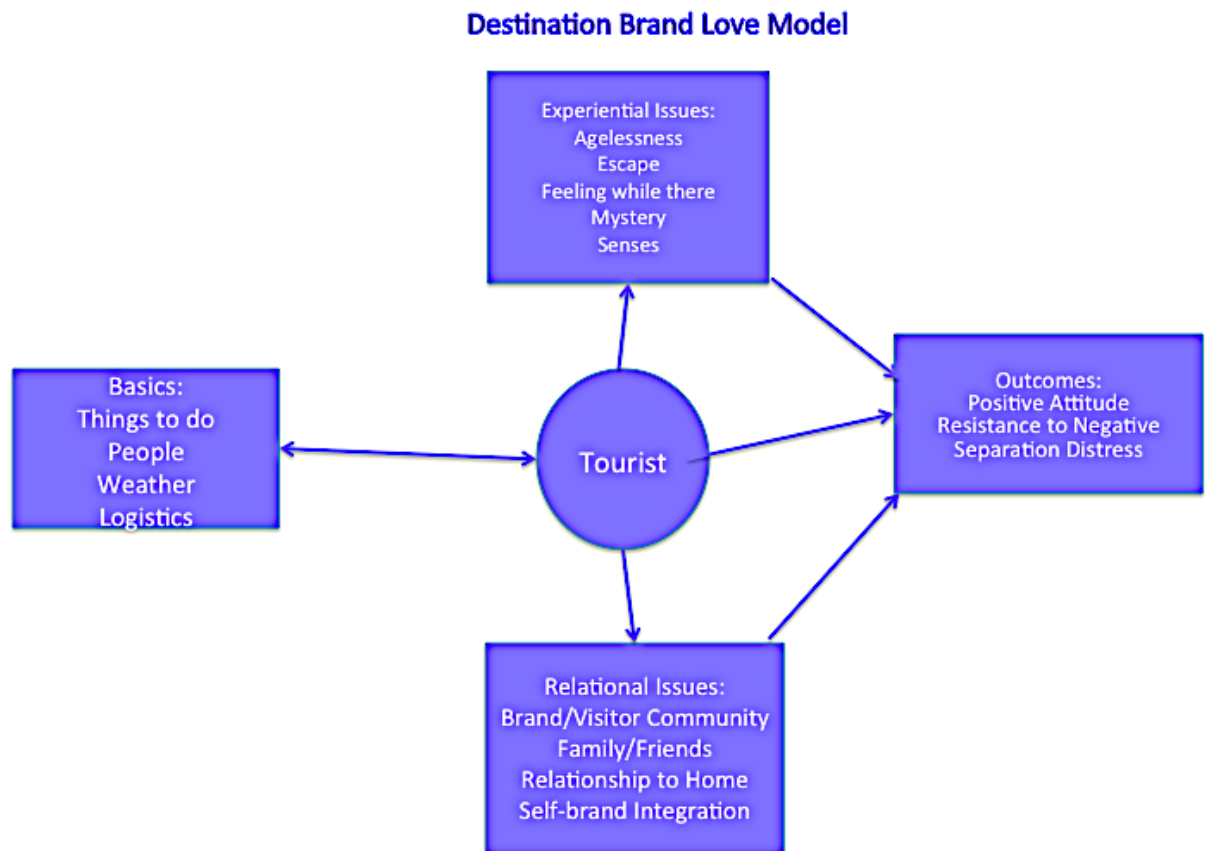 Destination Brand Love Model
Experiential Issues:
Agelessness
Escape
Feeling while there
Mystery
Senses
Basics:
Things to do
People
Weather
Logistics
Tourist
Outcomes:
Positive Attitude
Resistance to Negative
Separation Distress
Relational Issues:
Brand/Visitor Community
Family/Friends
Relationship to Home
Self-brand Integration